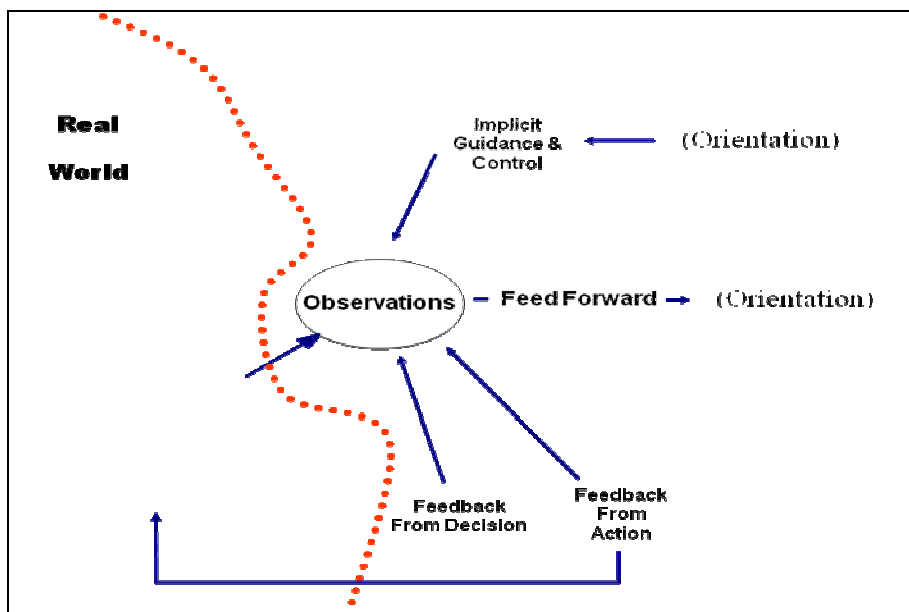 Real
World
Implicit
Guidance &
Control
(Orientation)
Observations
Feed Forward
(Orientation)
Feedback
From Decision
Feedback
From
Action